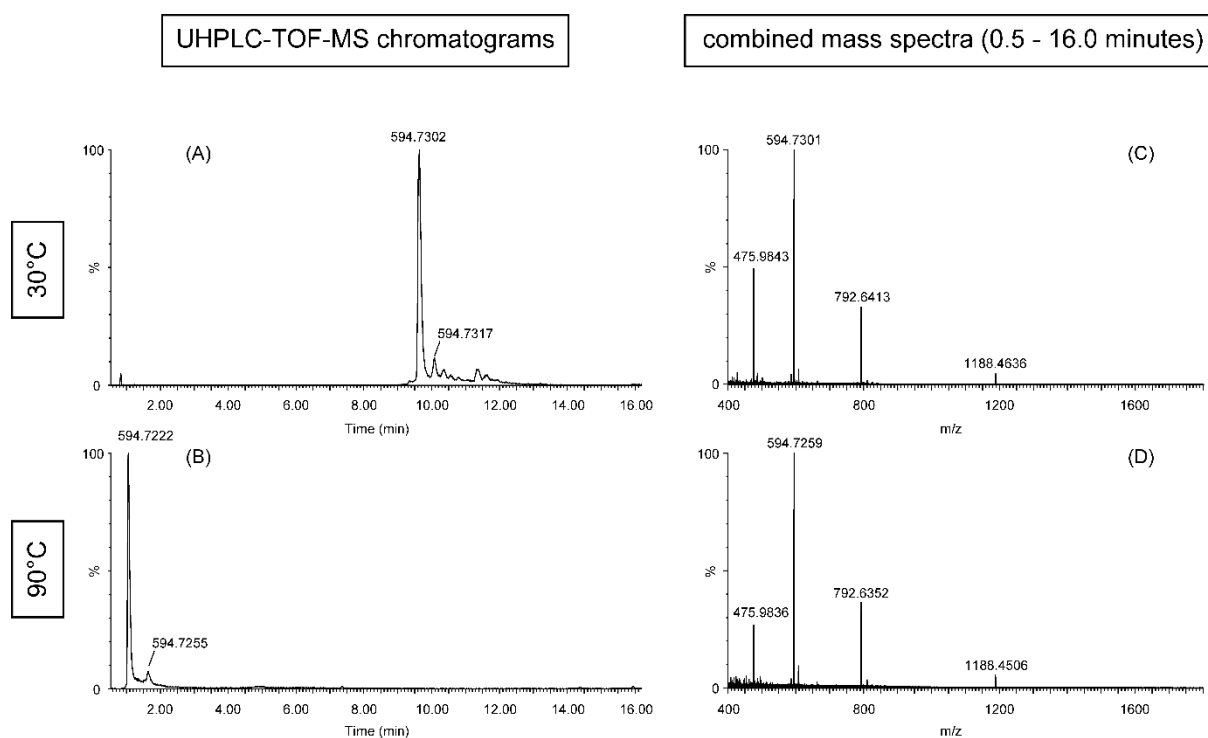 UHPLC-TOF-MS chromatograms
combined mass spectra (0.5 - 16.0 minutes)
30°C
594.7302
100
(A)
594.7317
%
0
2.00 4.00 6.00 8.00 10.00 12.00 14.00 16.00
Time (min)
594.7301
100
(C)
475.9843
792.6413
1188.4636
%
0
400 800 1200 1600
m/z
90°C
594.7222
100
(B)
594.7255
%
0
2.00 4.00 6.00 8.00 10.00 12.00 14.00 16.00
Time (min)
594.7259
100
(D)
475.9836
792.6352
1188.4506
%
0
400 800 1200 1600
m/z